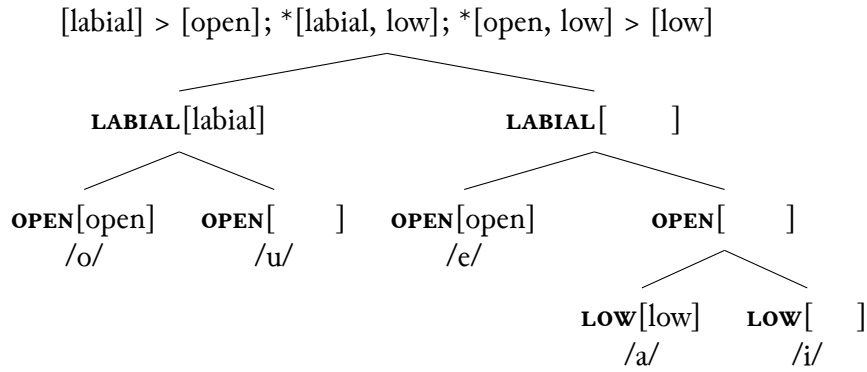 [labial] > [open]; *[labial, low]; *[open, low] > [low]
LABIAL[labial] LABIAL[ ]
OPEN[open] OPEN[ ] OPEN[open] OPEN[ ]
/o/ /u/ /e/
LOW[low] LOW[ ]
/a/ /i/